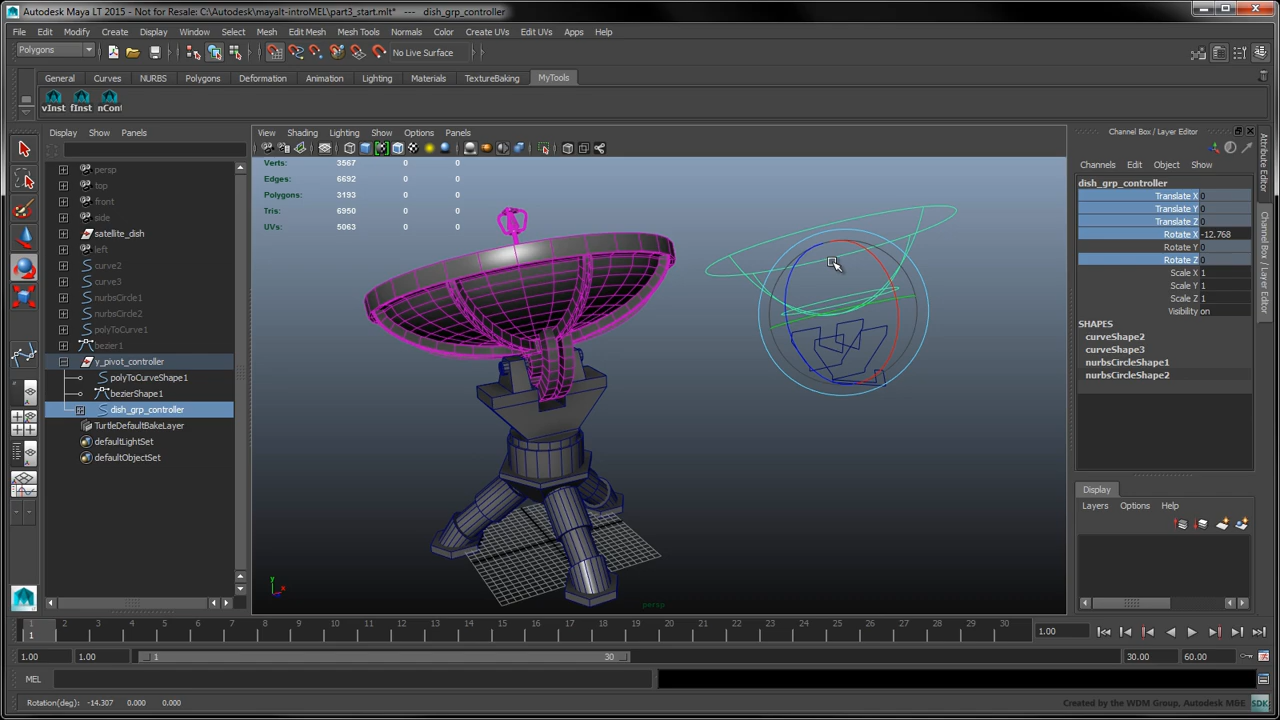 Autodesk Maya LT 2015 - Not for Resale: C:\Autodesk\mayalt-introMEL\part3_start.mlt*   ---   dish_grp_controller
File Edit Modify Create Display Window Select Mesh Edit Mesh Mesh Tools Normals Color Create UVs Edit UVs Apps Help
Polygons
No Live Surface
General Curves NURBS Polygons Deformation Animation Lighting Materials TextureBaking MyTools
vInst fInst nCont
Display Show Panels
View Shading Lighting Show Options Panels
Channel Box / Layer Editor
Channels Edit Object Show
Verts: 3567 0 0
Edges: 6692 0 0
Polygons: 3193 0 0
Tris: 6950 0 0
UVs: 5063 0 0
persp
top
front
side
satellite_dish
left
curve2
curve3
nurbsCircle1
nurbsCircle2
polyToCurve1
bezier1
y_pivot_controller
polyToCurveShape1
bezierShape1
dish_grp_controller
TurtleDefaultBakeLayer
defaultLightSet
defaultObjectSet
y
x
persp
dish_grp_controller
Translate X 0
Translate Y 0
Translate Z 0
Rotate X -12.768
Rotate Y 0
Rotate Z 0
Scale X 1
Scale Y 1
Scale Z 1
Visibility on
SHAPES
curveShape2
curveShape3
nurbsCircleShape1
nurbsCircleShape2
Attribute Editor
Channel Box / Layer Editor
Display
Layers Options Help
1 2 3 4 5 6 7 8 9 10 11 12 13 14 15 16 17 18 19 20 21 22 23 24 25 26 27 28 29 30
1
1.00
1.00 1.00 1 30 30.00 60.00
MEL
Rotation(deg): -14.307 0.000 0.000
Created by the WDM Group, Autodesk M&E
SDK